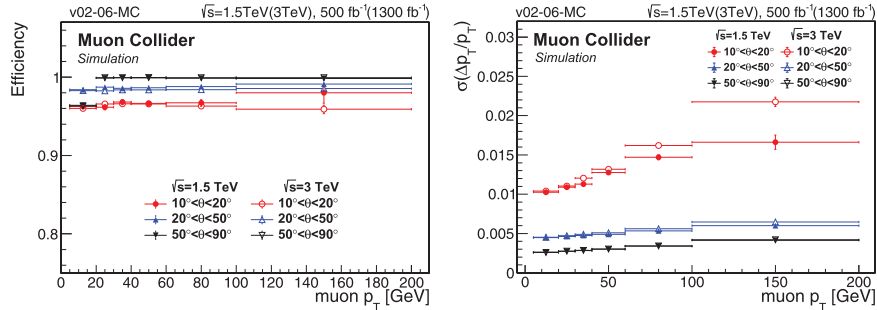 v02-06-MC √s=1.5TeV(3TeV), 500 fb⁻¹(1300 fb⁻¹)
Efficiency
Muon Collider
Simulation
1
0.9
0.8
√s=1.5 TeV √s=3 TeV
10°<θ<20° 10°<θ<20°
20°<θ<50° 20°<θ<50°
50°<θ<90° 50°<θ<90°
0 20 40 60 80 100 120 140 160 180 200
muon p_T [GeV]
v02-06-MC √s=1.5TeV(3TeV), 500 fb⁻¹(1300 fb⁻¹)
σ(Δp_T/p_T)
Muon Collider
Simulation
√s=1.5 TeV √s=3 TeV
10°<θ<20° 10°<θ<20°
20°<θ<50° 20°<θ<50°
50°<θ<90° 50°<θ<90°
0.03
0.025
0.02
0.015
0.01
0.005
0
0 50 100 150 200
muon p_T [GeV]